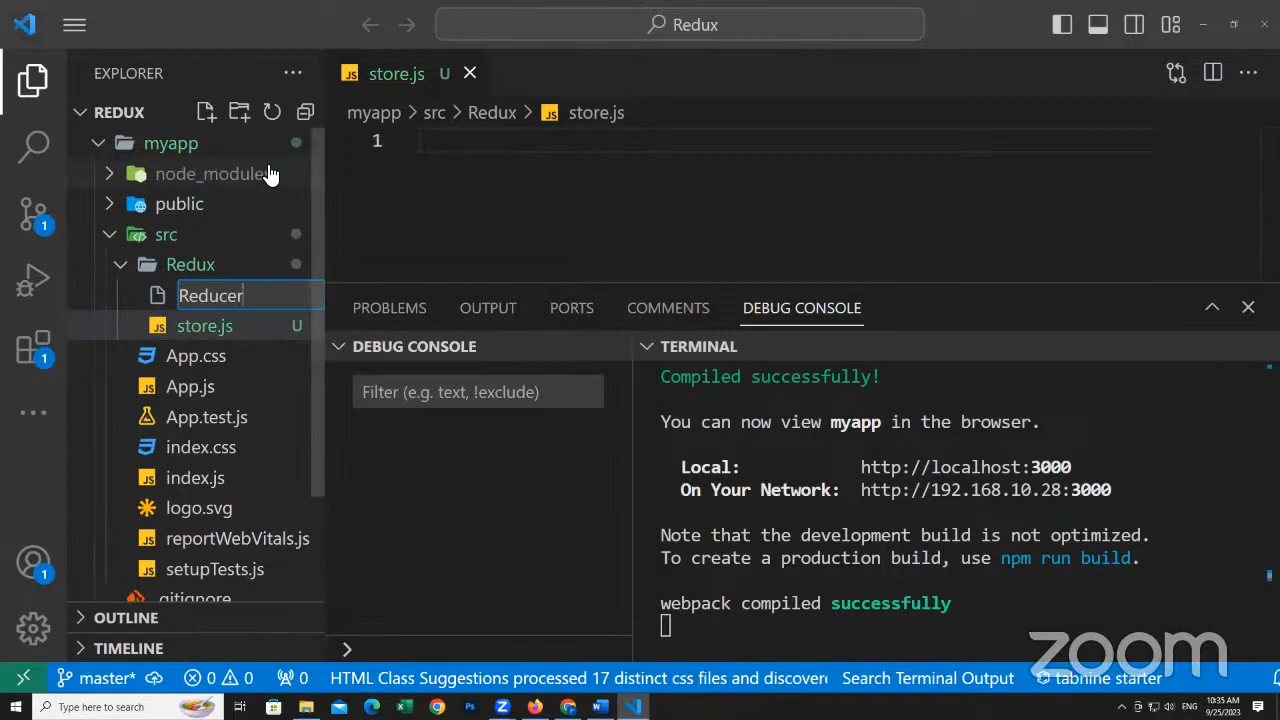 Redux
EXPLORER
REDUX
myapp
node_module
public
src
Redux
Reducer
store.js U
App.css
App.js
App.test.js
index.css
index.js
logo.svg
reportWebVitals.js
setupTests.js
.gitignore
OUTLINE
TIMELINE
JS store.js U
myapp > src > Redux > JS store.js
1
PROBLEMS OUTPUT PORTS COMMENTS DEBUG CONSOLE
DEBUG CONSOLE
Filter (e.g. text, !exclude)
TERMINAL
Compiled successfully!
You can now view myapp in the browser.
Local: http://localhost:3000
On Your Network: http://192.168.10.28:3000
Note that the development build is not optimized.
To create a production build, use npm run build.
webpack compiled successfully
zoom
master* 0 0 0 HTML Class Suggestions processed 17 distinct css files and discovere Search Terminal Output tabnine starter
Type here to search
10:35 AM
9/25/2023